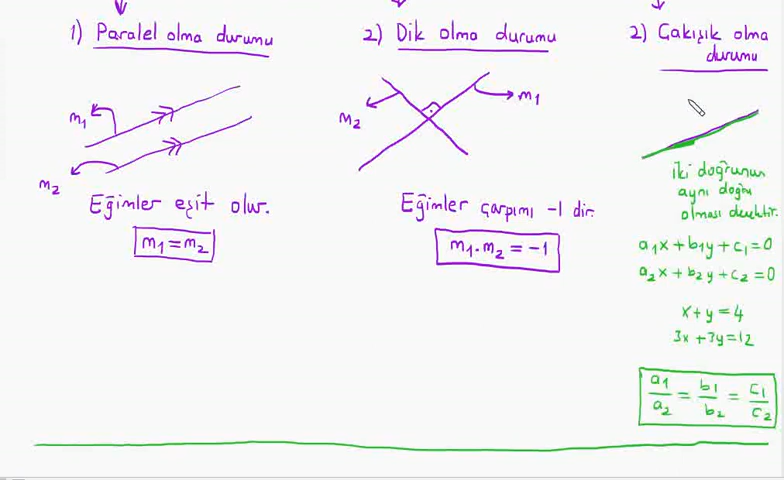 1) Paralel olma durumu
m1
m2
Eğimler eşit olur.
m1 = m2
2) Dik olma durumu
m2
m1
Eğimler çarpımı -1 dir.
m1 . m2 = -1
2) Çakışık olma
durumu
iki doğrunun
aynı doğru
olması demektir.
a1x + b1y + c1 = 0
a2x + b2y + c2 = 0
x + y = 4
3x + 3y = 12
a1/a2 = b1/b2 = c1/c2